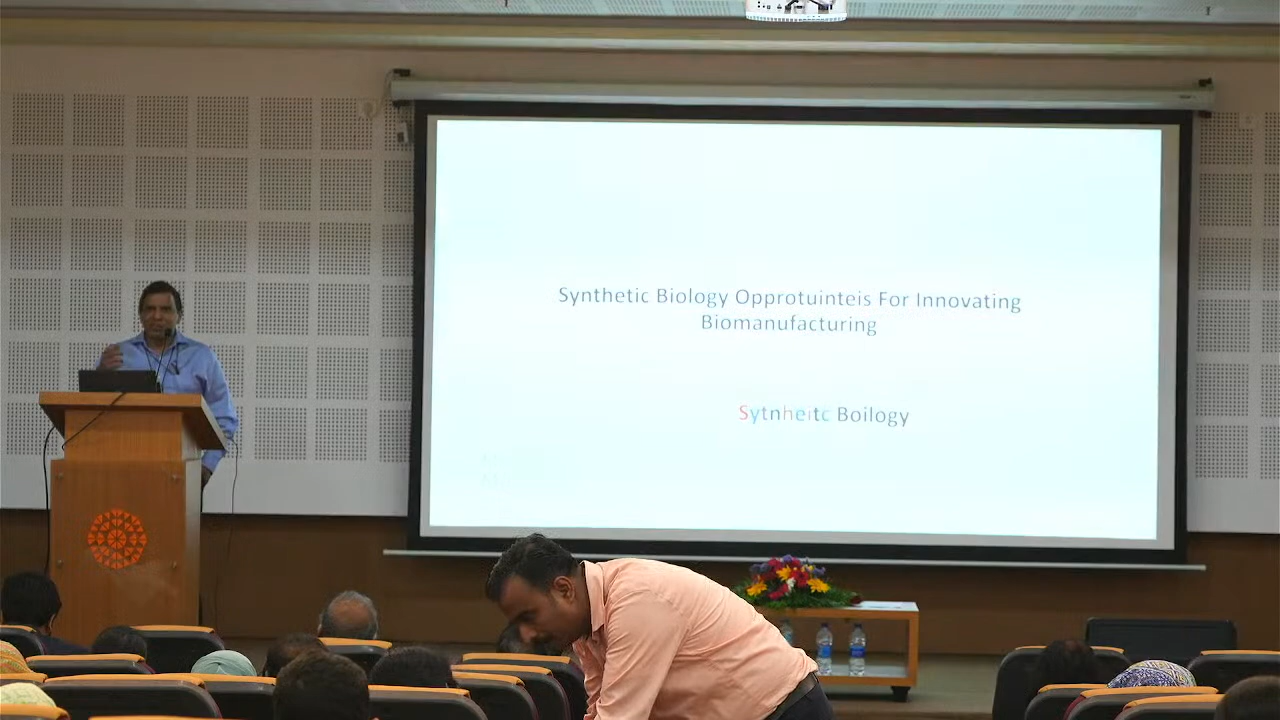 Synthetic Biology Opprotuinteis For Innovating
Biomanufacturing
Sytnheitc Boilogy